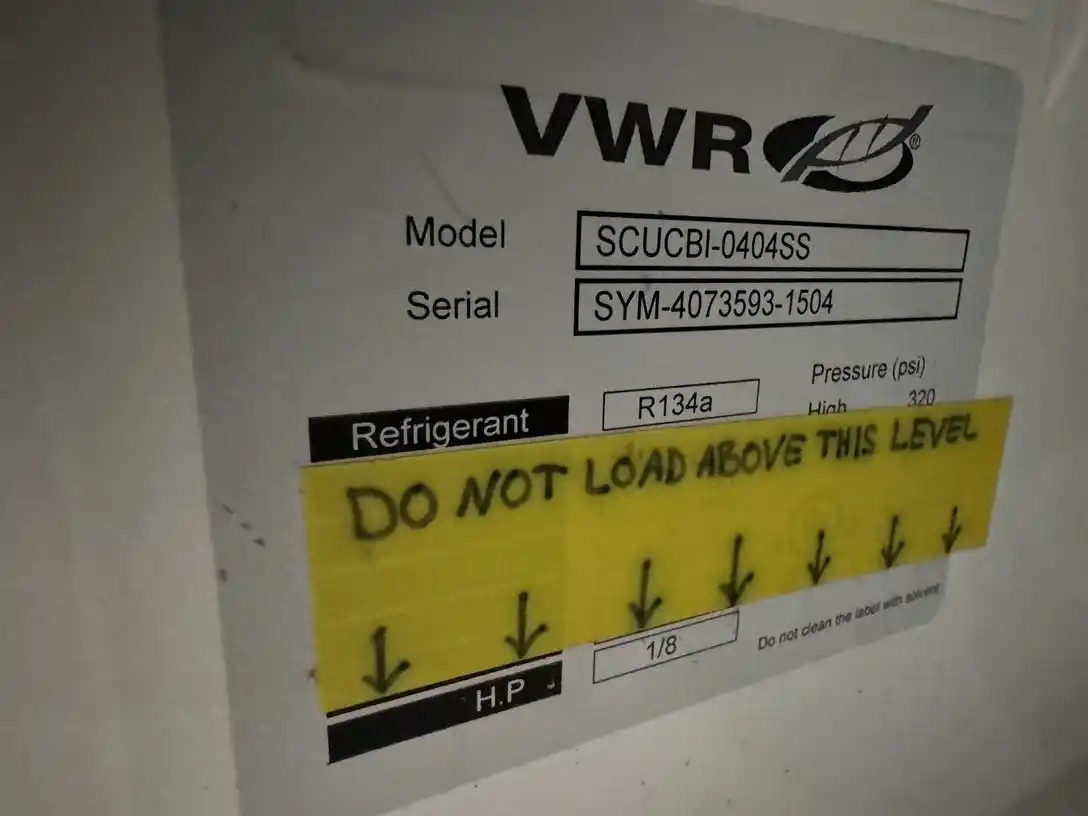 VWR®
Model SCUCBI-0404SS
Serial SYM-4073593-1504
Pressure (psi)
Refrigerant R134a High 320
DO NOT LOAD ABOVE THIS LEVEL
H.P 1/8 Do not clean the label with solvent